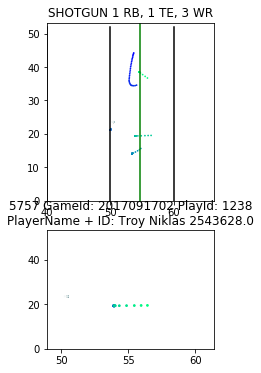 SHOTGUN 1 RB, 1 TE, 3 WR
50
40
30
20
10
0
40 50 60
5757 GameId: 2017091702 PlayId: 1238
PlayerName + ID: Troy Niklas 2543628.0
40
20
0
50 55 60